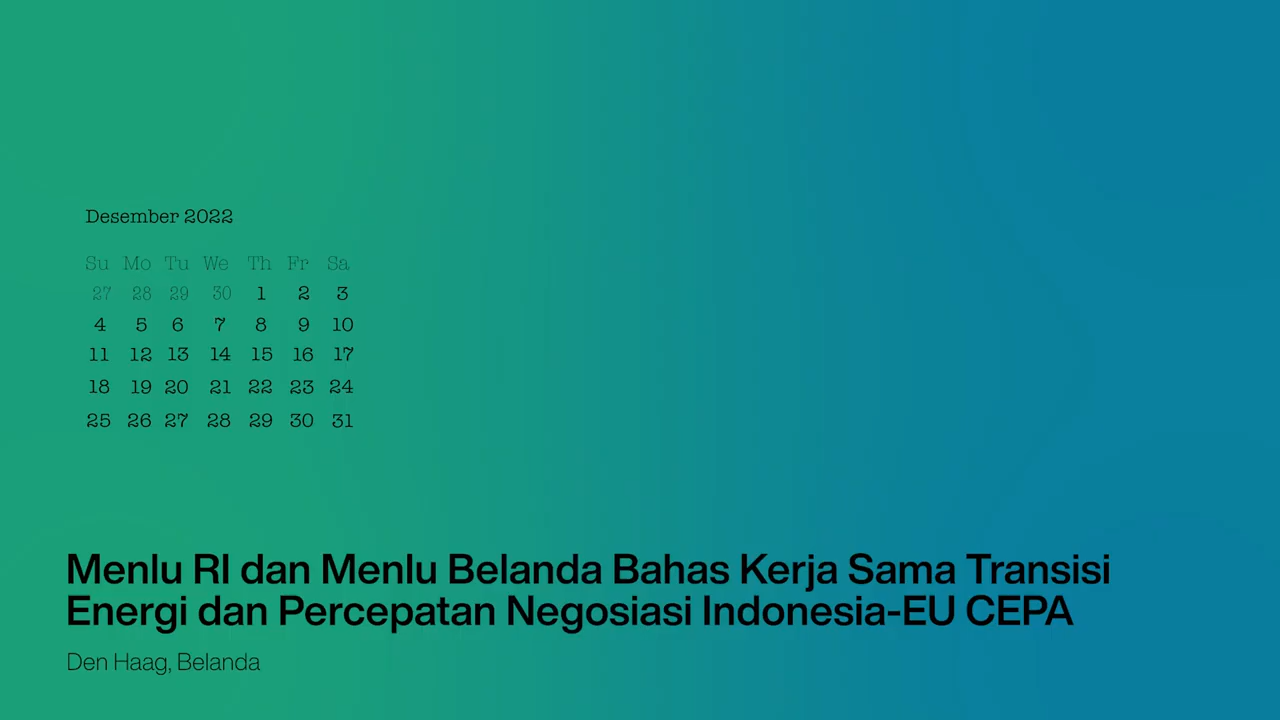 Desember 2022
Su Mo Tu We Th Fr Sa
27 28 29 30 1 2 3
4 5 6 7 8 9 10
11 12 13 14 15 16 17
18 19 20 21 22 23 24
25 26 27 28 29 30 31
Menlu RI dan Menlu Belanda Bahas Kerja Sama Transisi
Energi dan Percepatan Negosiasi Indonesia-EU CEPA
Den Haag, Belanda